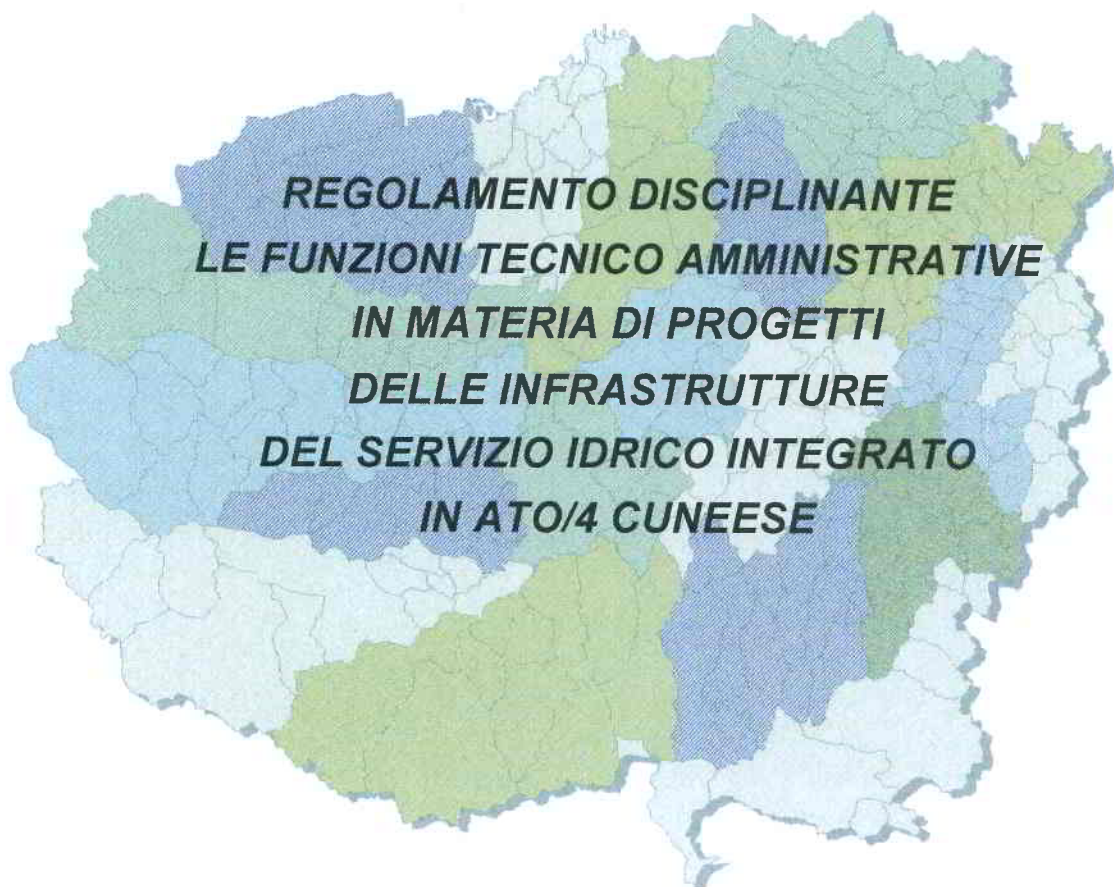 REGOLAMENTO DISCIPLINANTE
LE FUNZIONI TECNICO AMMINISTRATIVE
IN MATERIA DI PROGETTI
DELLE INFRASTRUTTURE
DEL SERVIZIO IDRICO INTEGRATO
IN ATO/4 CUNEESE